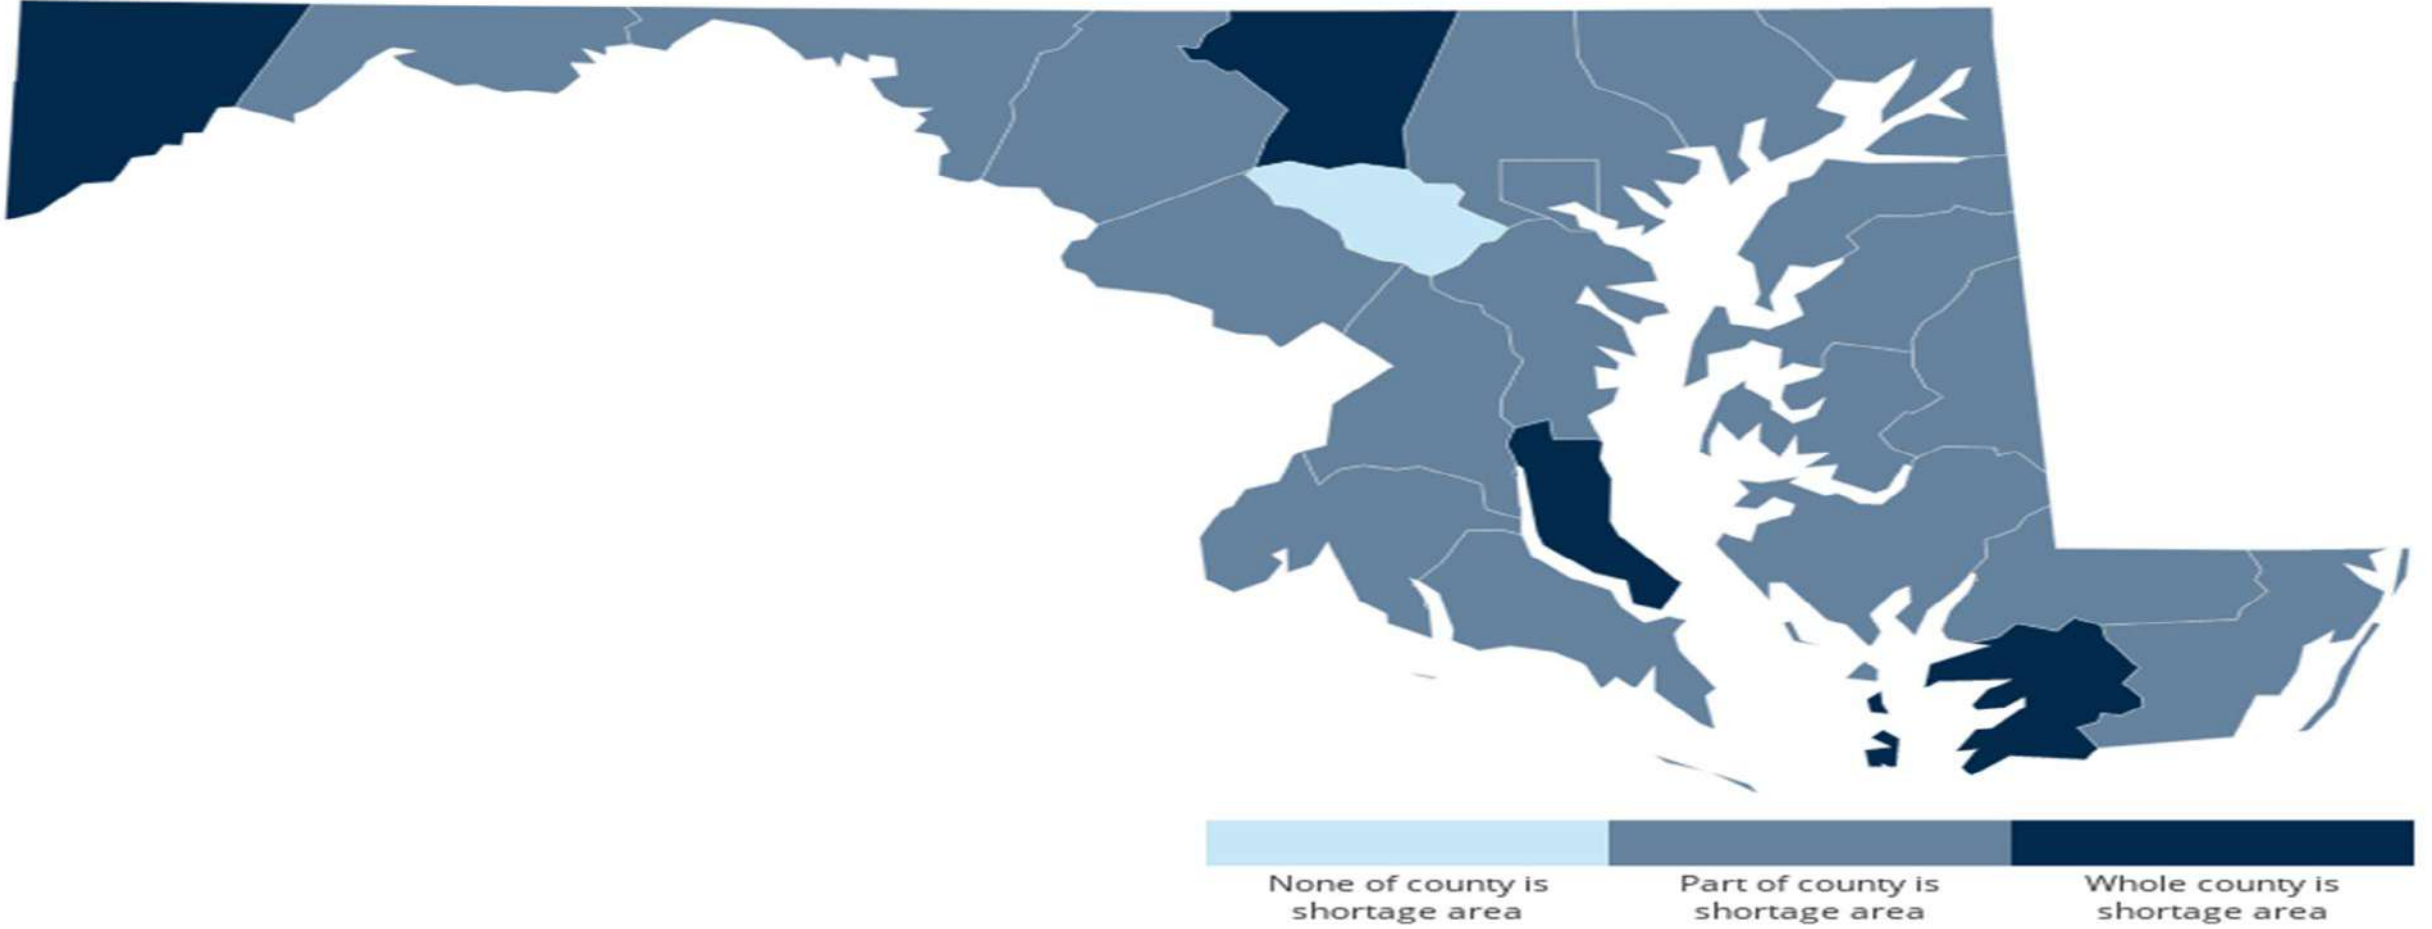 None of county is
shortage area
Part of county is
shortage area
Whole county is
shortage area